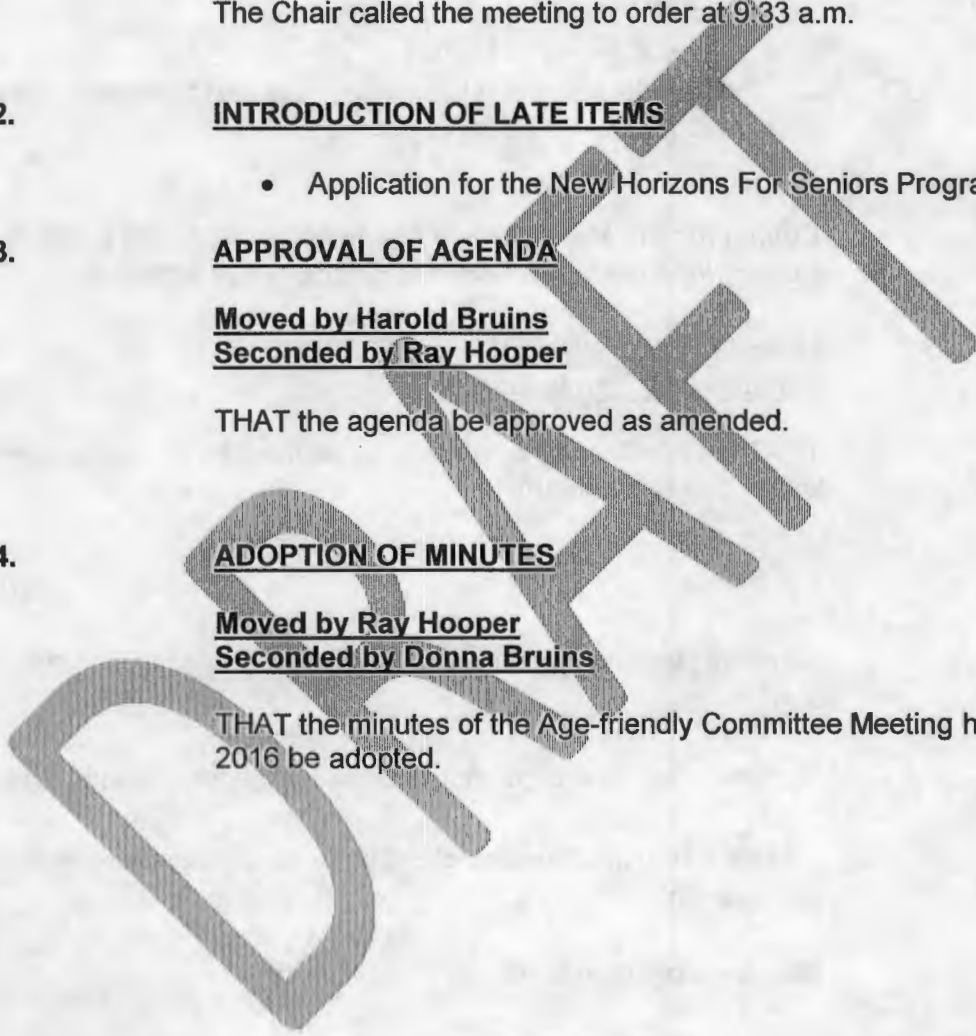 The Chair called the meeting to order at 9:33 a.m.
2. INTRODUCTION OF LATE ITEMS
• Application for the New Horizons For Seniors Progra
3. APPROVAL OF AGENDA
Moved by Harold Bruins
Seconded by Ray Hooper
THAT the agenda be approved as amended.
4. ADOPTION OF MINUTES
Moved by Ray Hooper
Seconded by Donna Bruins
THAT the minutes of the Age-friendly Committee Meeting h
2016 be adopted.
DRAFT